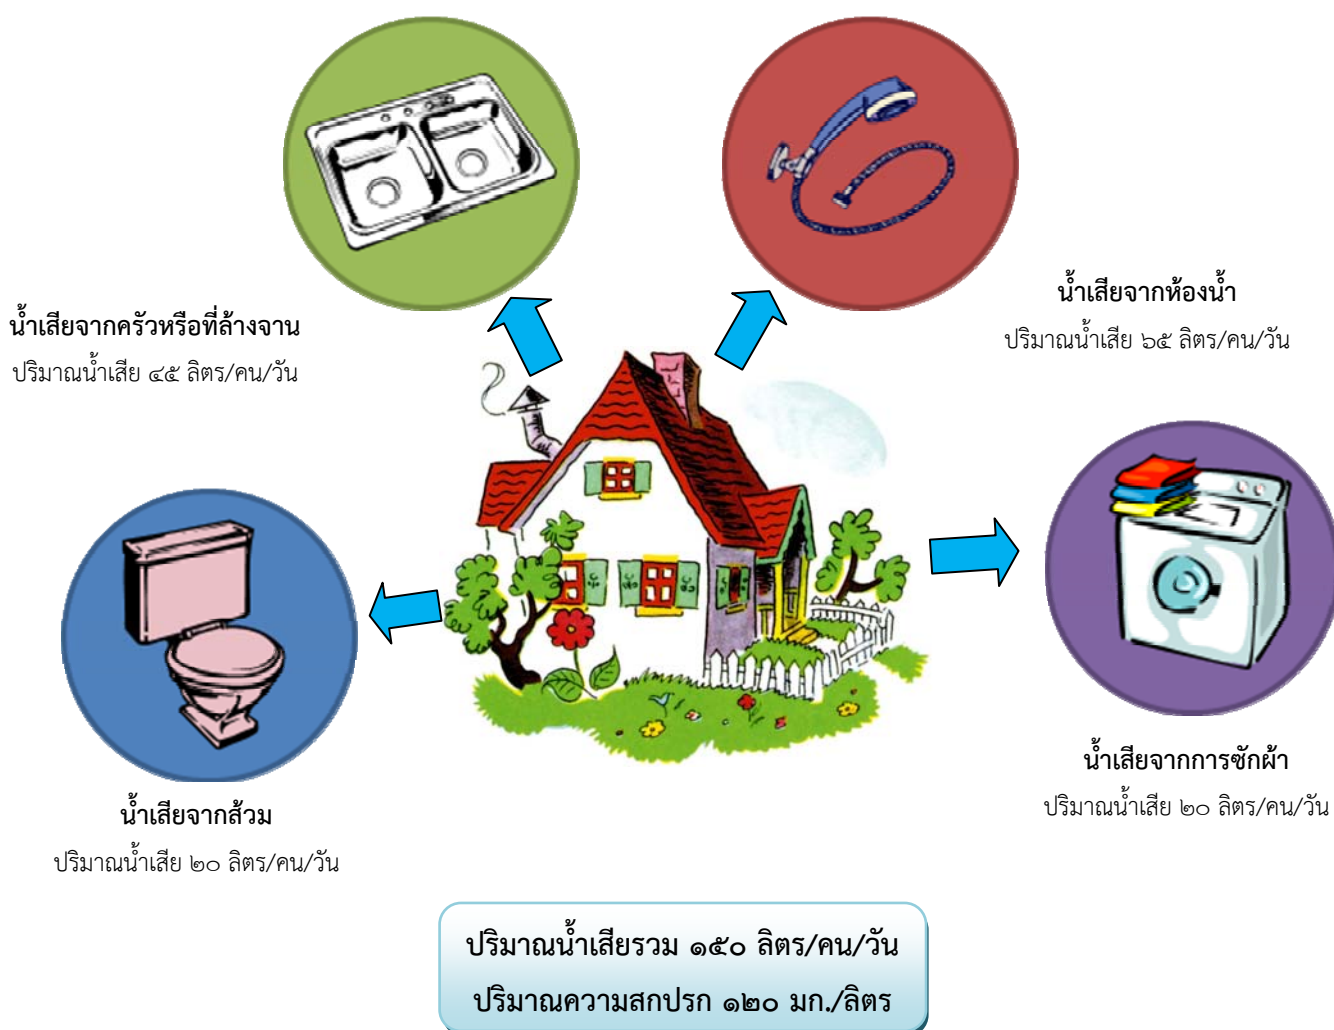 น้ำเสียจากครัวหรือที่ล้างจาน
ปริมาณน้ำเสีย ๔๕ ลิตร/คน/วัน
น้ำเสียจากห้องน้ำ
ปริมาณน้ำเสีย ๖๕ ลิตร/คน/วัน
น้ำเสียจากส้วม
ปริมาณน้ำเสีย ๒๐ ลิตร/คน/วัน
น้ำเสียจากการซักผ้า
ปริมาณน้ำเสีย ๒๐ ลิตร/คน/วัน
ปริมาณน้ำเสียรวม ๑๕๐ ลิตร/คน/วัน
ปริมาณความสกปรก ๑๒๐ มก./ลิตร